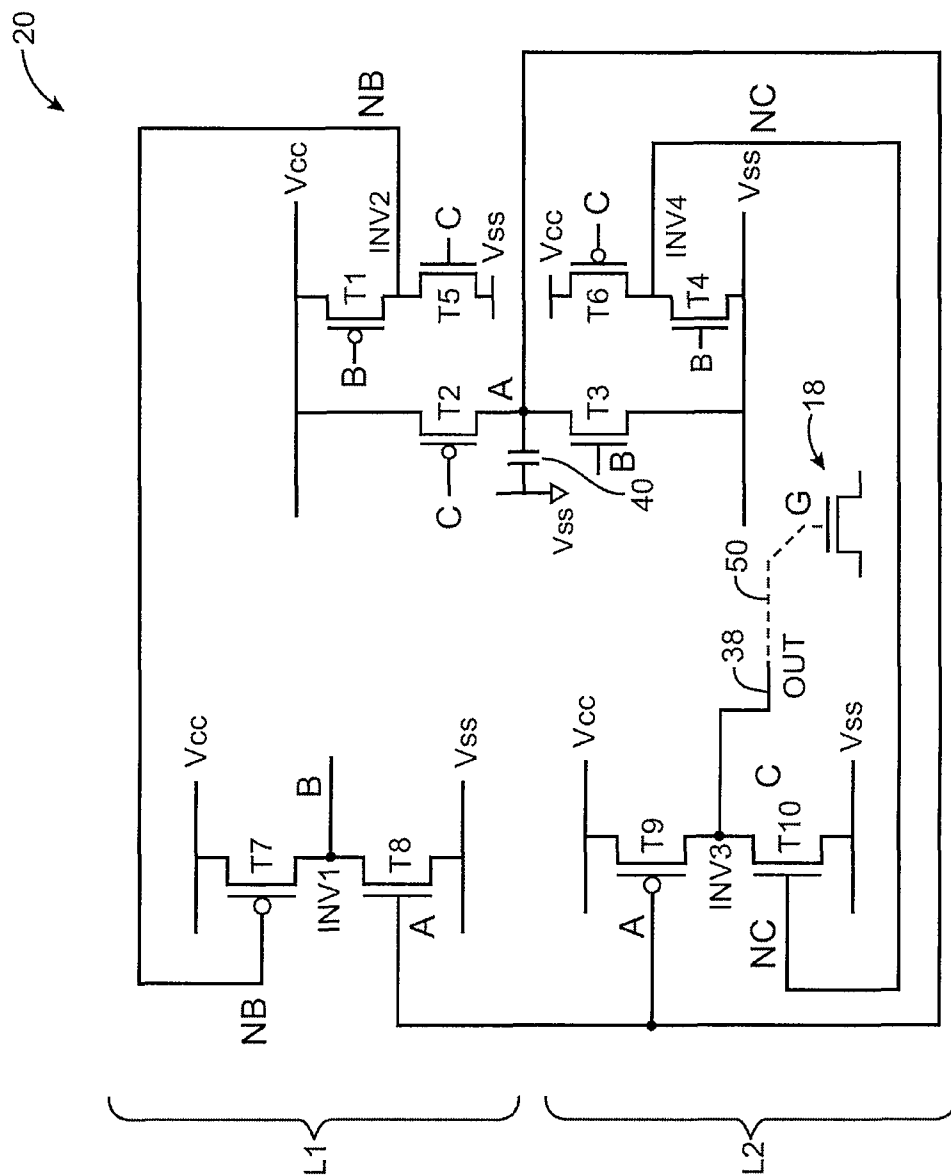 20
NB
Vcc
Vcc
INV2
T7
T1
B
NB
INV1
B
C
T5
T8
A
Vss
Vss
T2
C
A
L1
40
Vss
Vcc
C
T6
INV4
NC
T3
B
T4
B
Vss
Vcc
T9
A
INV3
38
50
OUT
G
18
C
T10
NC
Vss
L2